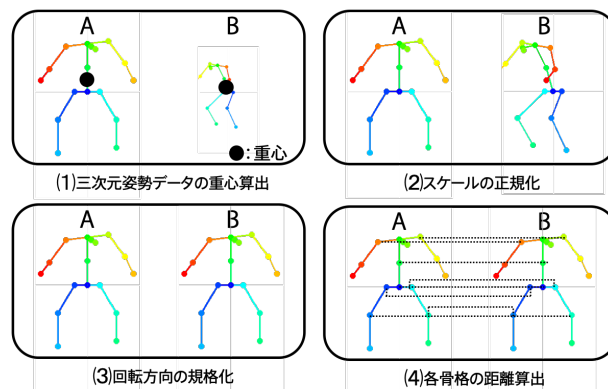 A B
●:重心
(1)三次元姿勢データの重心算出
A B
(2)スケールの正規化
A B
(3)回転方向の規格化
A B
(4)各骨格の距離算出